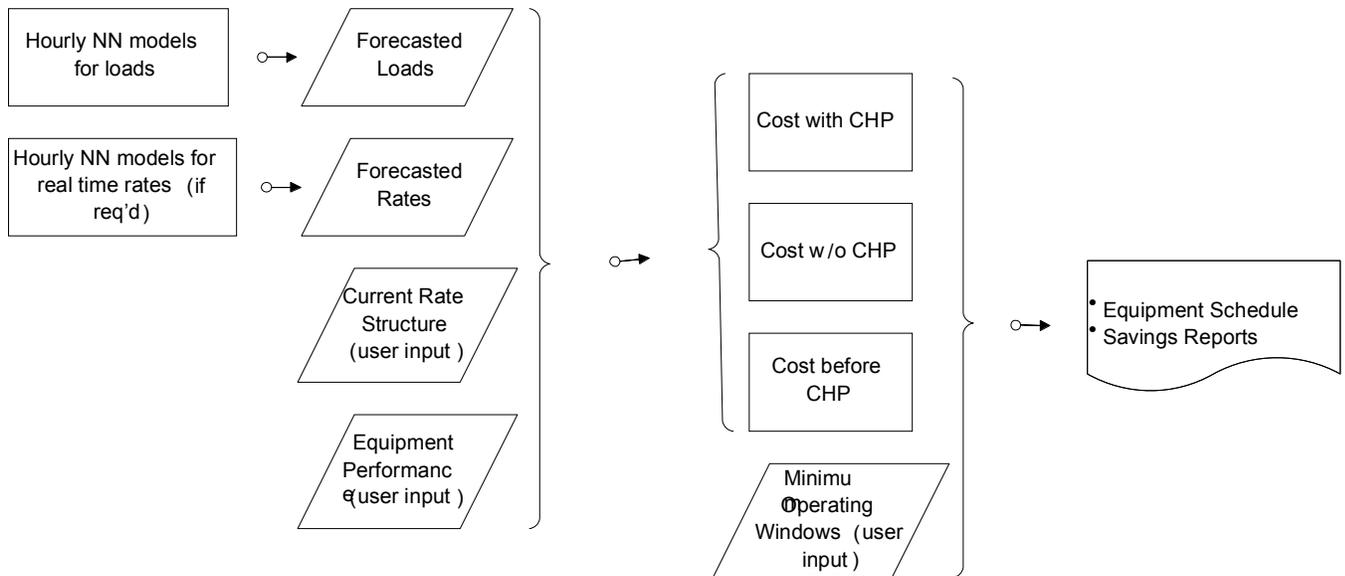 Hourly NN models
for loads
Forecasted
Loads
Hourly NN models for
real time rates (if
req'd)
Forecasted
Rates
Current Rate
Structure
(user input )
Equipment
Performanc
e(user input )
Cost with CHP
Cost w/o CHP
Cost before
CHP
Minimu
m
Operating
Windows (user
input )
• Equipment Schedule
• Savings Reports